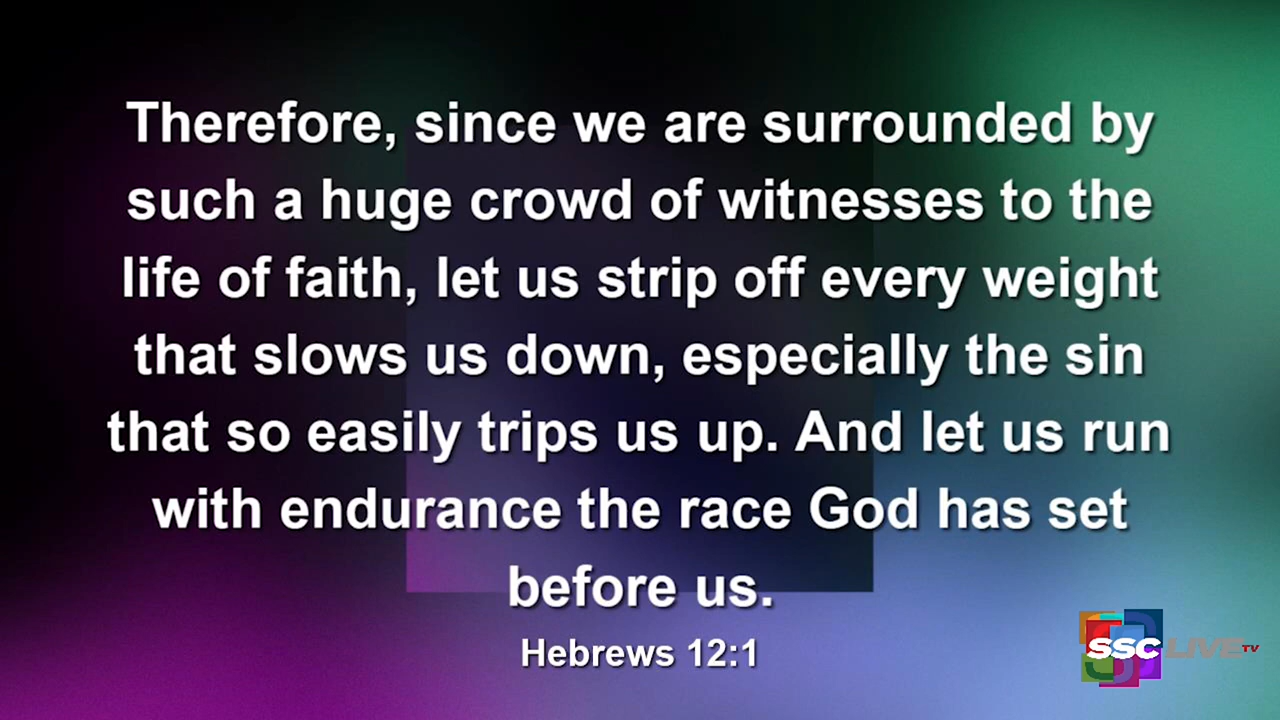 Therefore, since we are surrounded by
such a huge crowd of witnesses to the
life of faith, let us strip off every weight
that slows us down, especially the sin
that so easily trips us up. And let us run
with endurance the race God has set
before us.
Hebrews 12:1
SSC LIVE TV